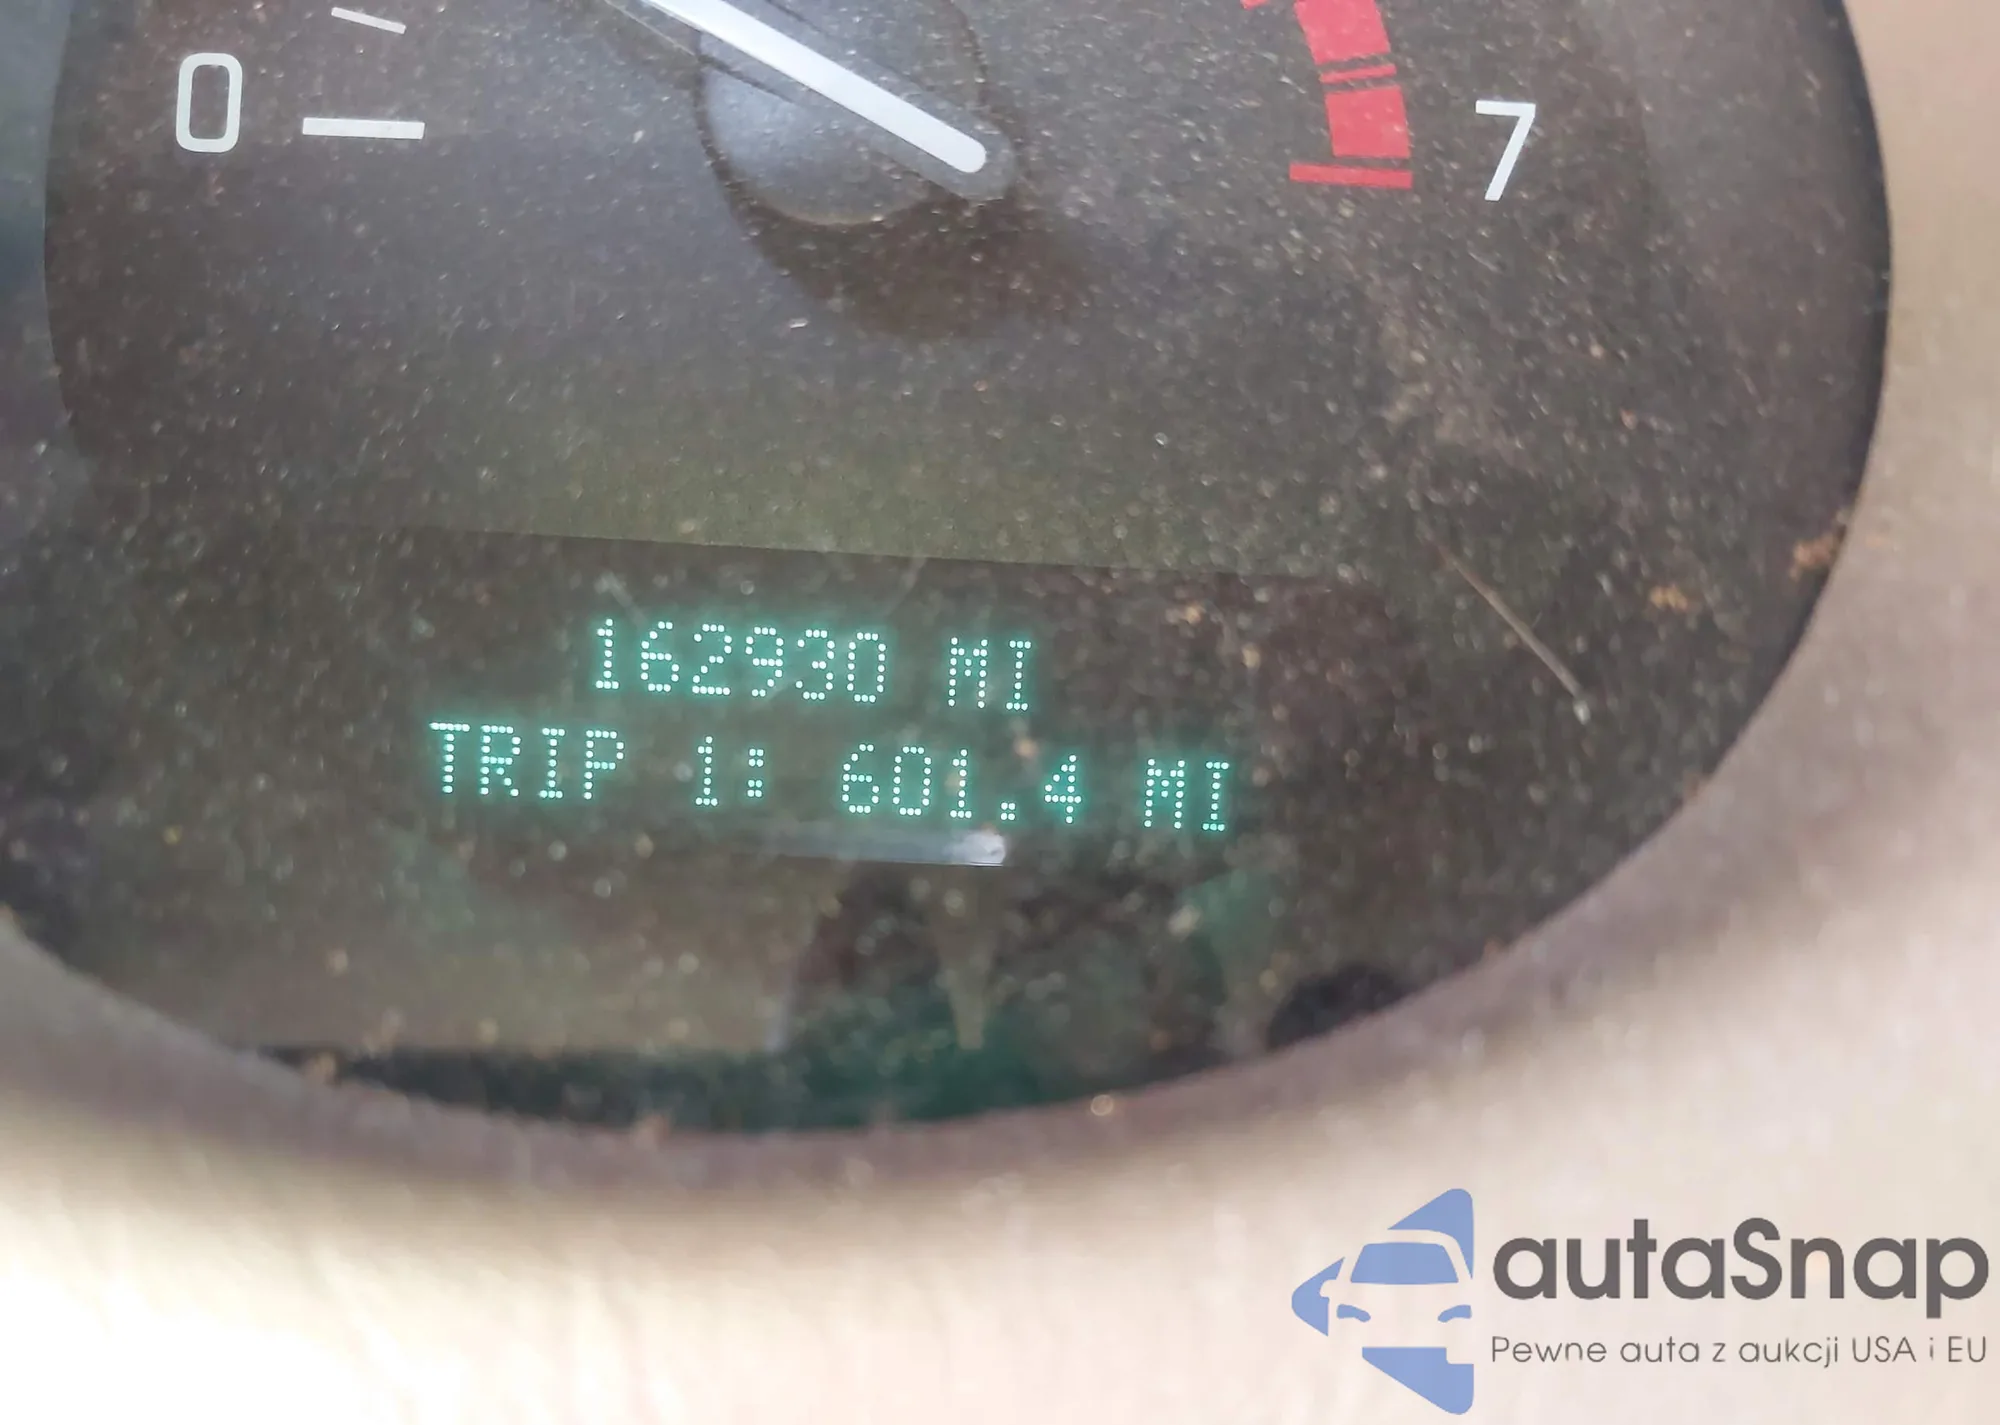 0
7
162930 MI
TRIP 1: 601.4 MI
autaSnap
Pewne auta z aukcji USA i EU